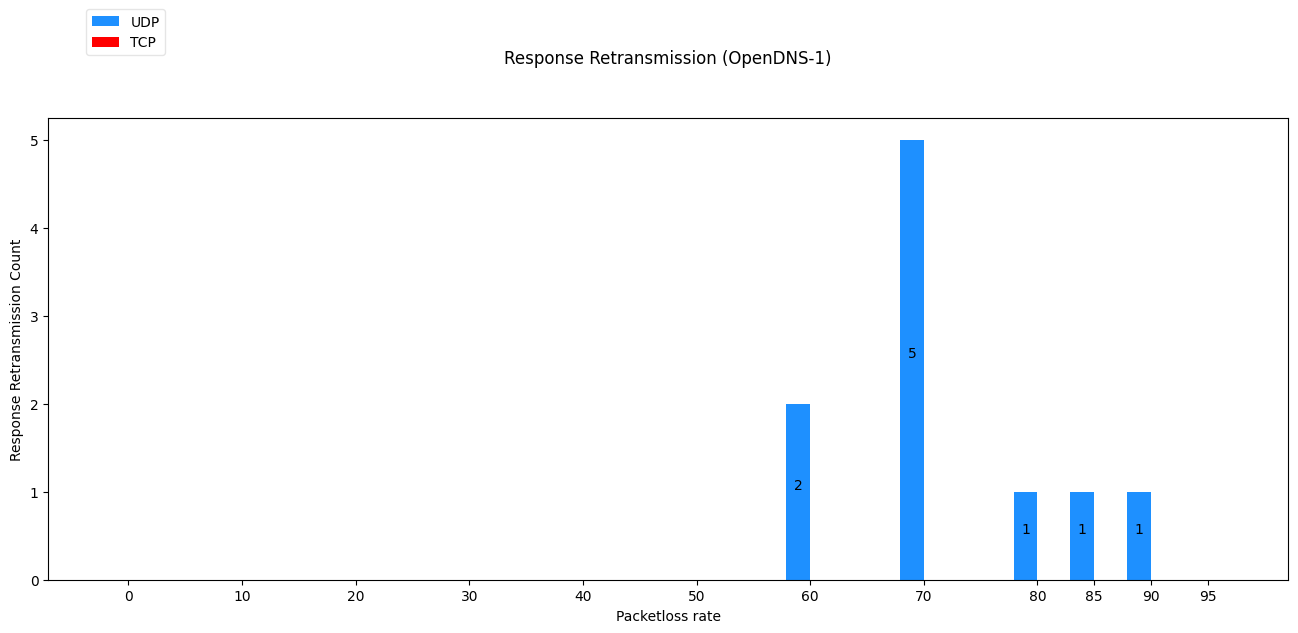 UDP
TCP
Response Retransmission (OpenDNS-1)
Response Retransmission Count
5
4
3
2
1
0
2
5
1
1
1
0 10 20 30 40 50 60 70 80 85 90 95
Packetloss rate